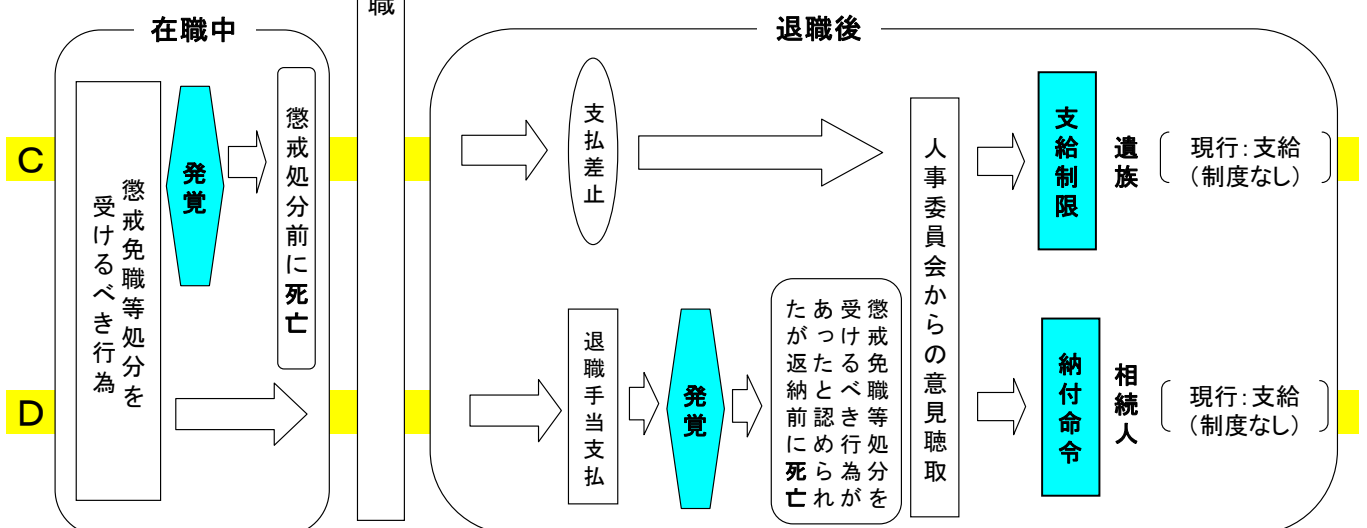 職
在職中
退職後
C
懲戒免職等処分を
受けるべき行為
発覚
懲戒処分前に死亡
支払差止
人事委員会からの意見聴取
支給制限
遺族
現行：支給
（制度なし）
D
退職手当支払
発覚
懲戒免職等処分を
受けるべき行為が
あったと認められ
たが返納前に死亡
納付命令
相続人
現行：支給
（制度なし）